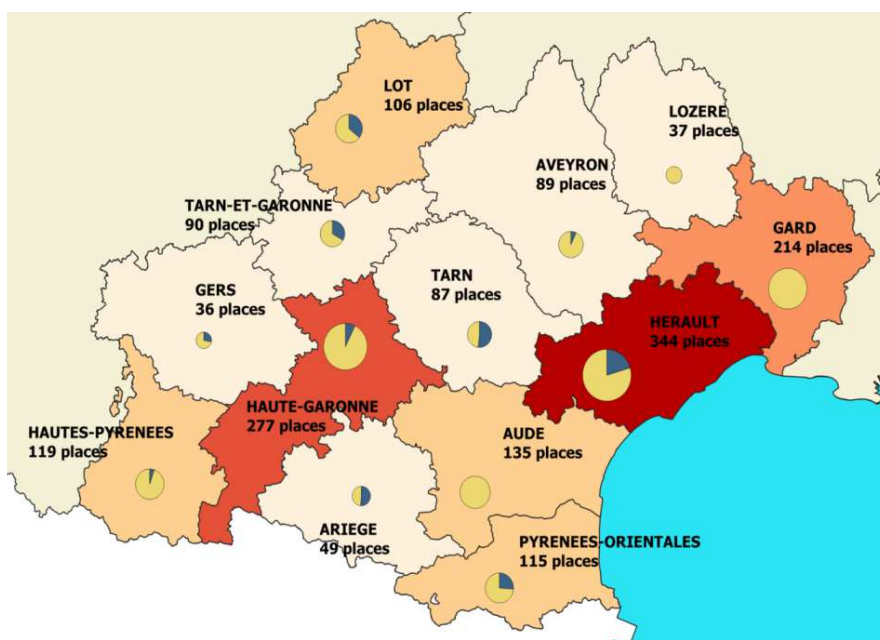 LOT
106 places
LOZERE
37 places
AVEYRON
89 places
TARN-ET-GARONNE
90 places
GARD
214 places
GERS
36 places
TARN
87 places
HERAULT
344 places
HAUTE-GARONNE
277 places
HAUTES-PYRENEES
119 places
AUDE
135 places
ARIEGE
49 places
PYRENEES-ORIENTALES
115 places